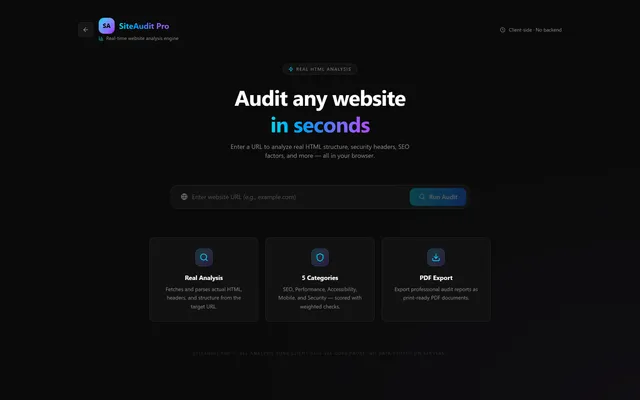 SA
SiteAudit Pro
Real-time website analysis engine
Client-side · No backend
REAL HTML ANALYSIS
Audit any website
in seconds
Enter a URL to analyze real HTML structure, security headers, SEO
factors, and more — all in your browser.
Enter website URL (e.g., example.com)
Run Audit
Real Analysis
Fetches and parses actual HTML,
headers, and structure from the
target URL.
5 Categories
SEO, Performance, Accessibility,
Mobile, and Security — scored with
weighted checks.
PDF Export
Export professional audit reports as
print-ready PDF documents.